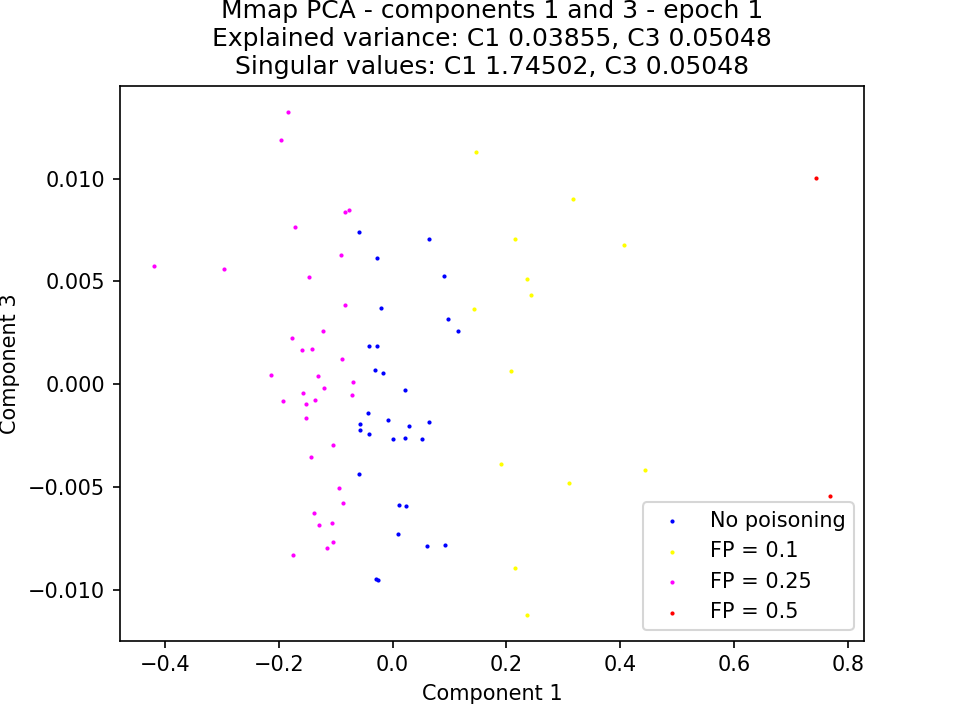 Mmap PCA - components 1 and 3 - epoch 1
Explained variance: C1 0.03855, C3 0.05048
Singular values: C1 1.74502, C3 0.05048
0.010
0.005
0.000
−0.005
−0.010
Component 3
No poisoning
FP = 0.1
FP = 0.25
FP = 0.5
−0.4
−0.2
0.0
0.2
0.4
0.6
0.8
Component 1